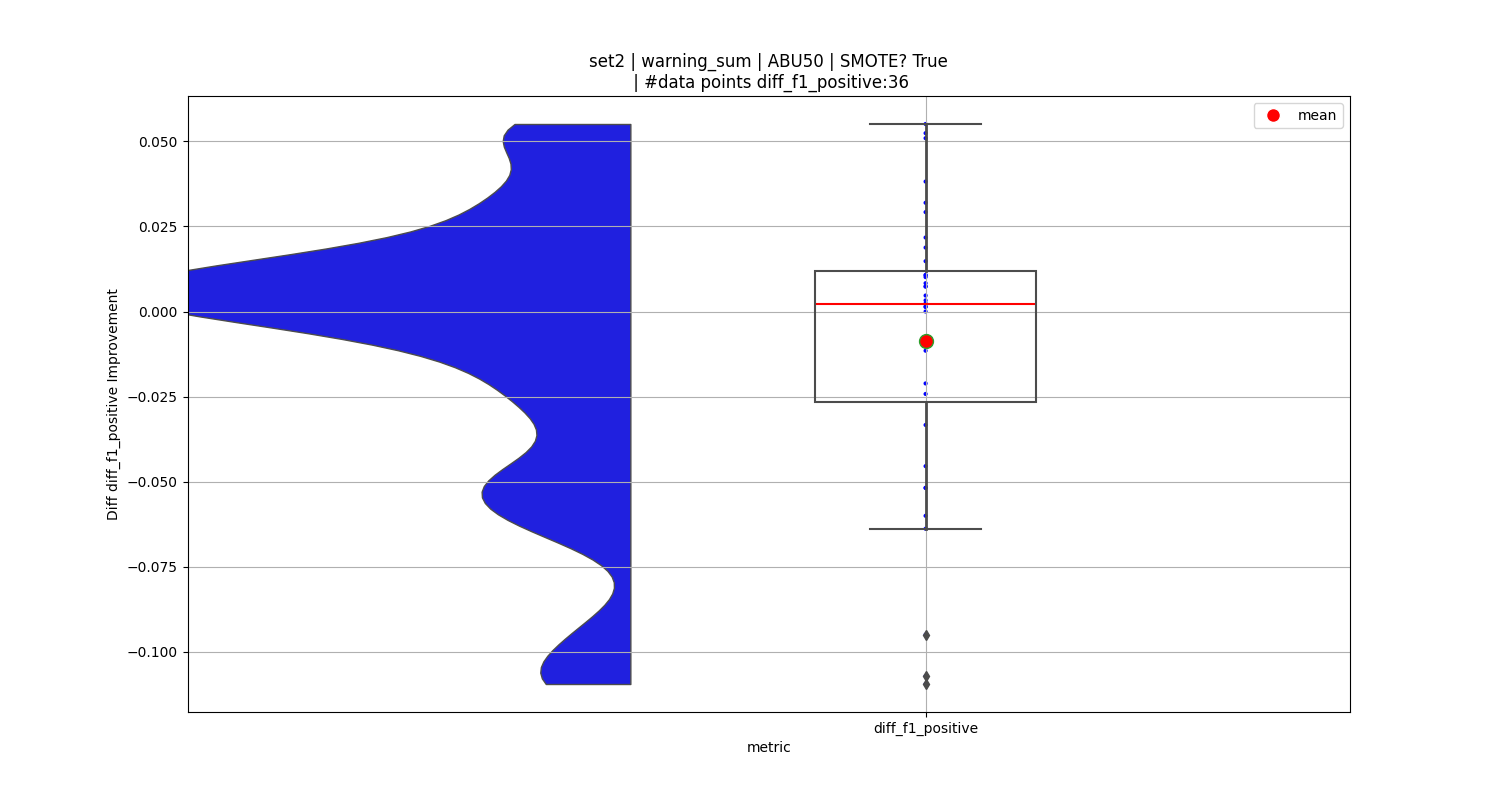 set2 | warning_sum | ABU50 | SMOTE? True
| #data points diff_f1_positive:36
mean
0.050
0.025
0.000
−0.025
−0.050
−0.075
−0.100
Diff diff_f1_positive Improvement
diff_f1_positive
metric